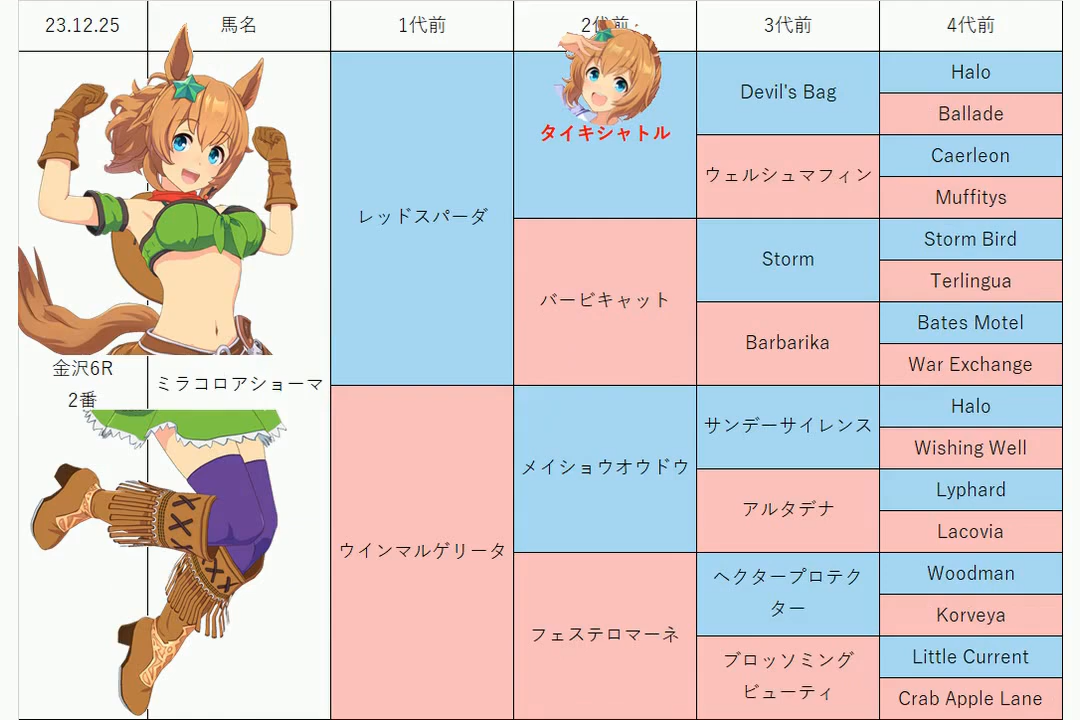 23.12.25 馬名 1代前 2代前 3代前 4代前
金沢6R
2番
ミラコロアショーマ
レッドスパーダ
タイキシャトル
Devil's Bag
Halo
Ballade
ウェルシュマフィン
Caerleon
Muffitys
バービキャット
Storm
Storm Bird
Terlingua
Barbarika
Bates Motel
War Exchange
ウインマルゲリータ
メイショウオウドウ
サンデーサイレンス
Halo
Wishing Well
アルタデナ
Lyphard
Lacovia
フェステロマーネ
ヘクタープロテク
ター
Woodman
Korveya
ブロッソミング
ビューティ
Little Current
Crab Apple Lane